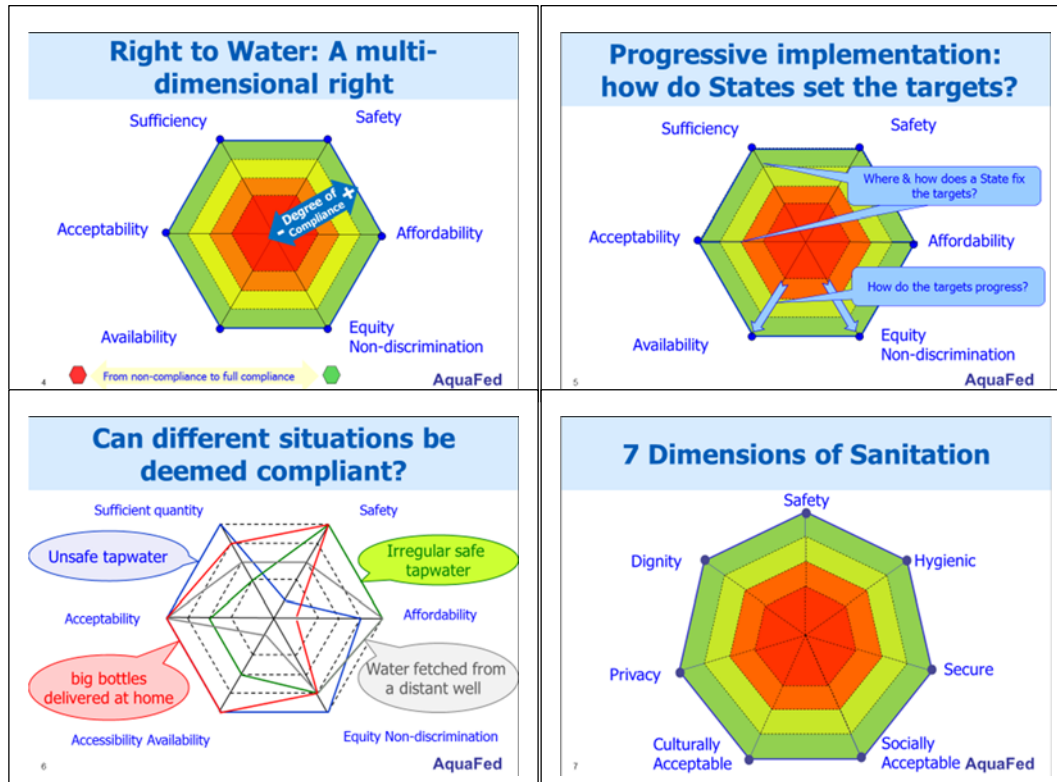 Right to Water: A multi-
dimensional right
Sufficiency
Safety
Degree of
Compliance
+
-
Acceptability
Affordability
Availability
Equity
Non-discrimination
From non-compliance to full compliance
4
AquaFed
Progressive implementation:
how do States set the targets?
Sufficiency
Safety
Where & how does a State fix
the targets?
Acceptability
Affordability
How do the targets progress?
Availability
Equity
Non-discrimination
5
AquaFed
Can different situations be
deemed compliant?
Sufficient quantity
Safety
Unsafe tapwater
Irregular safe
tapwater
Acceptability
Affordability
big bottles
delivered at home
Water fetched from
a distant well
Accessibility Availability
Equity Non-discrimination
6
AquaFed
7 Dimensions of Sanitation
Safety
Dignity
Hygienic
Privacy
Secure
Culturally
Acceptable
Socially
Acceptable
7
AquaFed